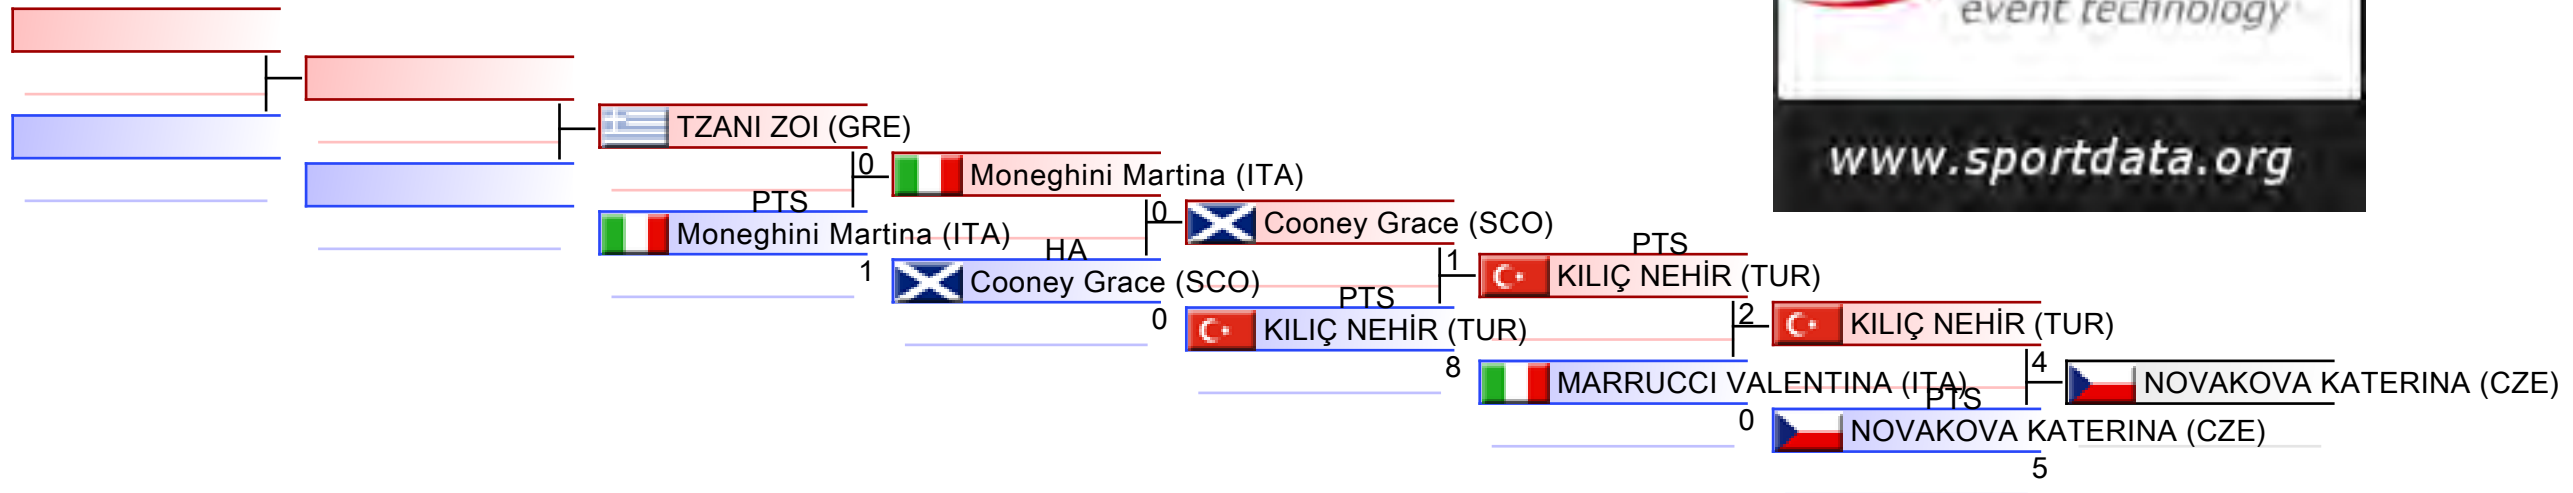 event technology
www.sportdata.org
TZANI ZOI (GRE)
0
PTS
Moneghini Martina (ITA)
1
Moneghini Martina (ITA)
0
HA
Cooney Grace (SCO)
0
Cooney Grace (SCO)
1
PTS
KILIÇ NEHİR (TUR)
8
PTS
KILIÇ NEHİR (TUR)
2
MARRUCCI VALENTINA (ITA)
0
KILIÇ NEHİR (TUR)
4
PTS
NOVAKOVA KATERINA (CZE)
5
NOVAKOVA KATERINA (CZE)